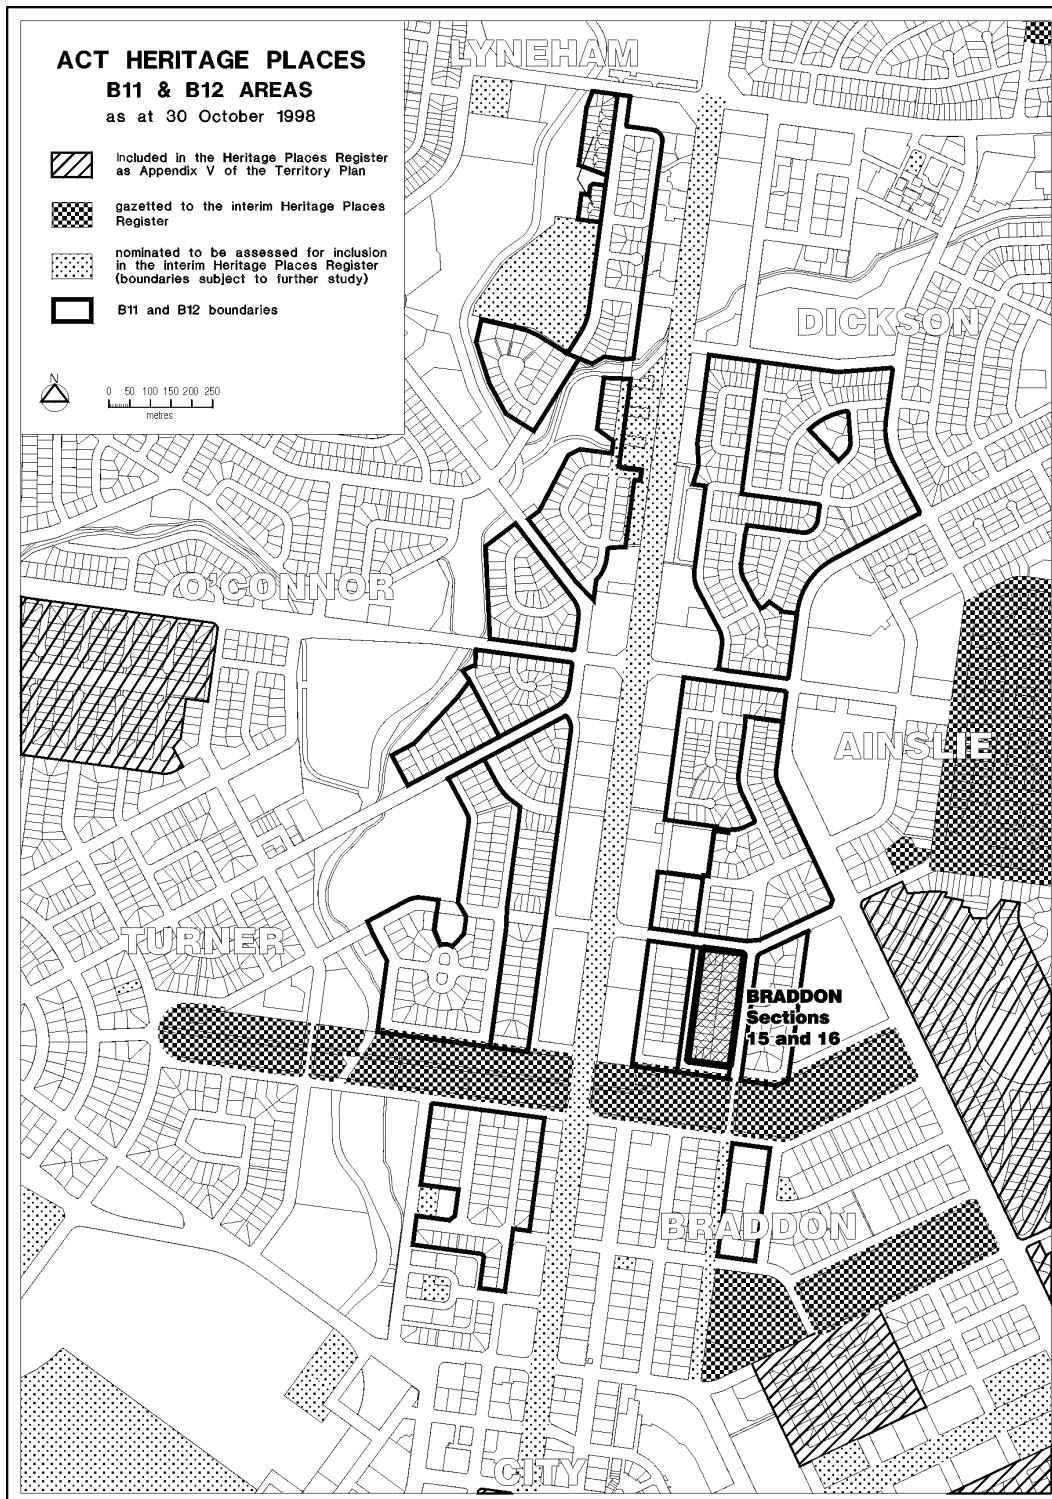 ACT HERITAGE PLACES
B11 & B12 AREAS
as at 30 October 1998
Included in the Heritage Places Register
as Appendix V of the Territory Plan
gazetted to the interim Heritage Places
Register
nominated to be assessed for inclusion
in the interim Heritage Places Register
(boundaries subject to further study)
B11 and B12 boundaries
N
0 50 100 150 200 250
metres
LYNEHAM
DICKSON
O'CONNOR
AINSLIE
TURNER
BRADDON
Sections
15 and 16
BRADDON
CITY